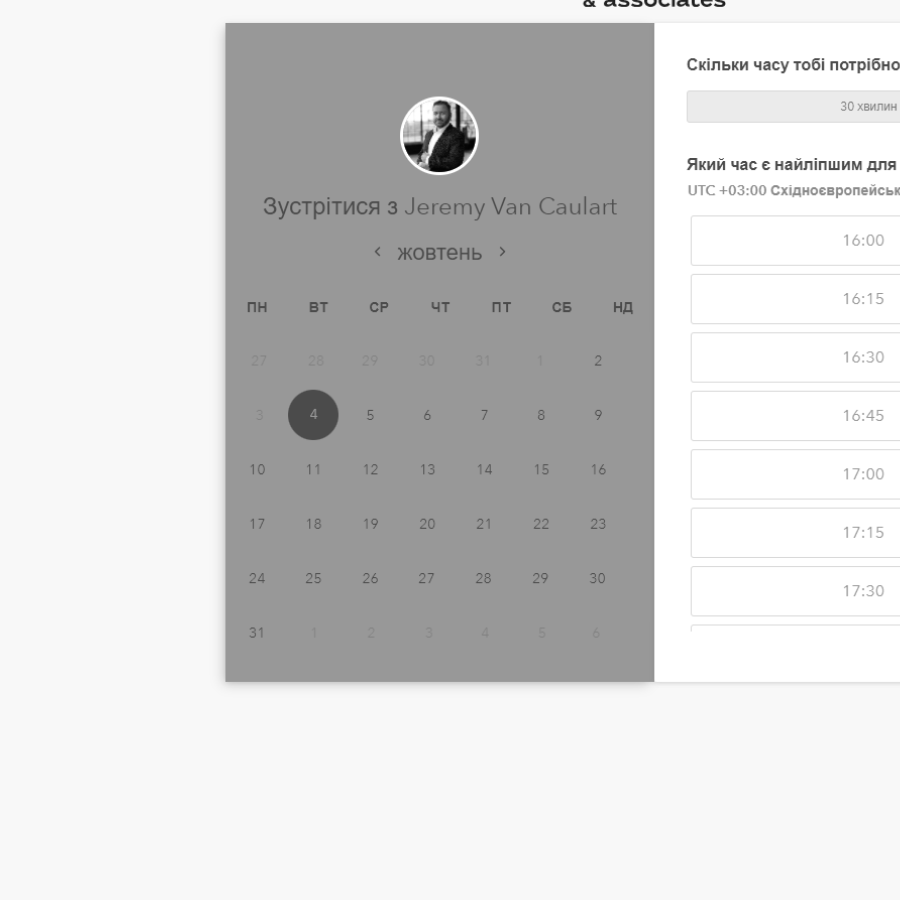 & associates
Зустрітися з Jeremy Van Caulart
‹ жовтень ›
ПН ВТ СР ЧТ ПТ СБ НД
27 28 29 30 31 1 2
3 4 5 6 7 8 9
10 11 12 13 14 15 16
17 18 19 20 21 22 23
24 25 26 27 28 29 30
31 1 2 3 4 5 6
Скільки часу тобі потрібно
30 хвилин
Який час є найліпшим для
UTC +03:00 Східноєвропейськ
16:00
16:15
16:30
16:45
17:00
17:15
17:30